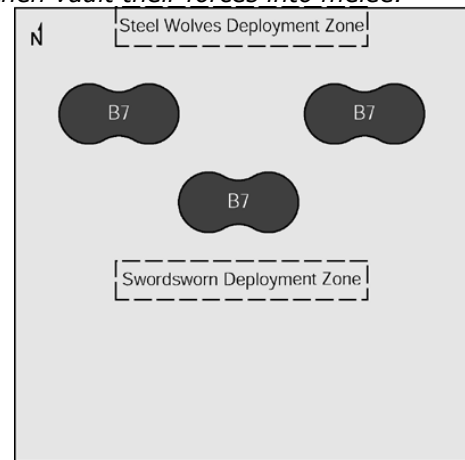 then vault their forces into melee.
N
Steel Wolves Deployment Zone
B7
B7
B7
Swordsworn Deployment Zone